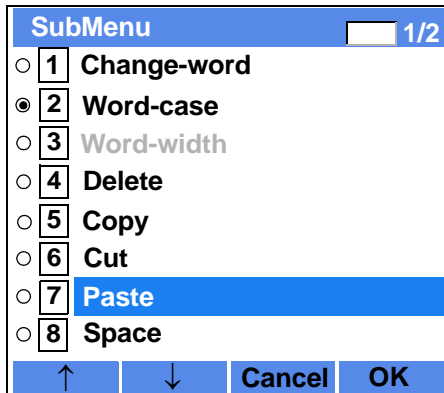 SubMenu 1/2
1 Change-word
2 Word-case
3 Word-width
4 Delete
5 Copy
6 Cut
7 Paste
8 Space
↑ ↓ Cancel OK